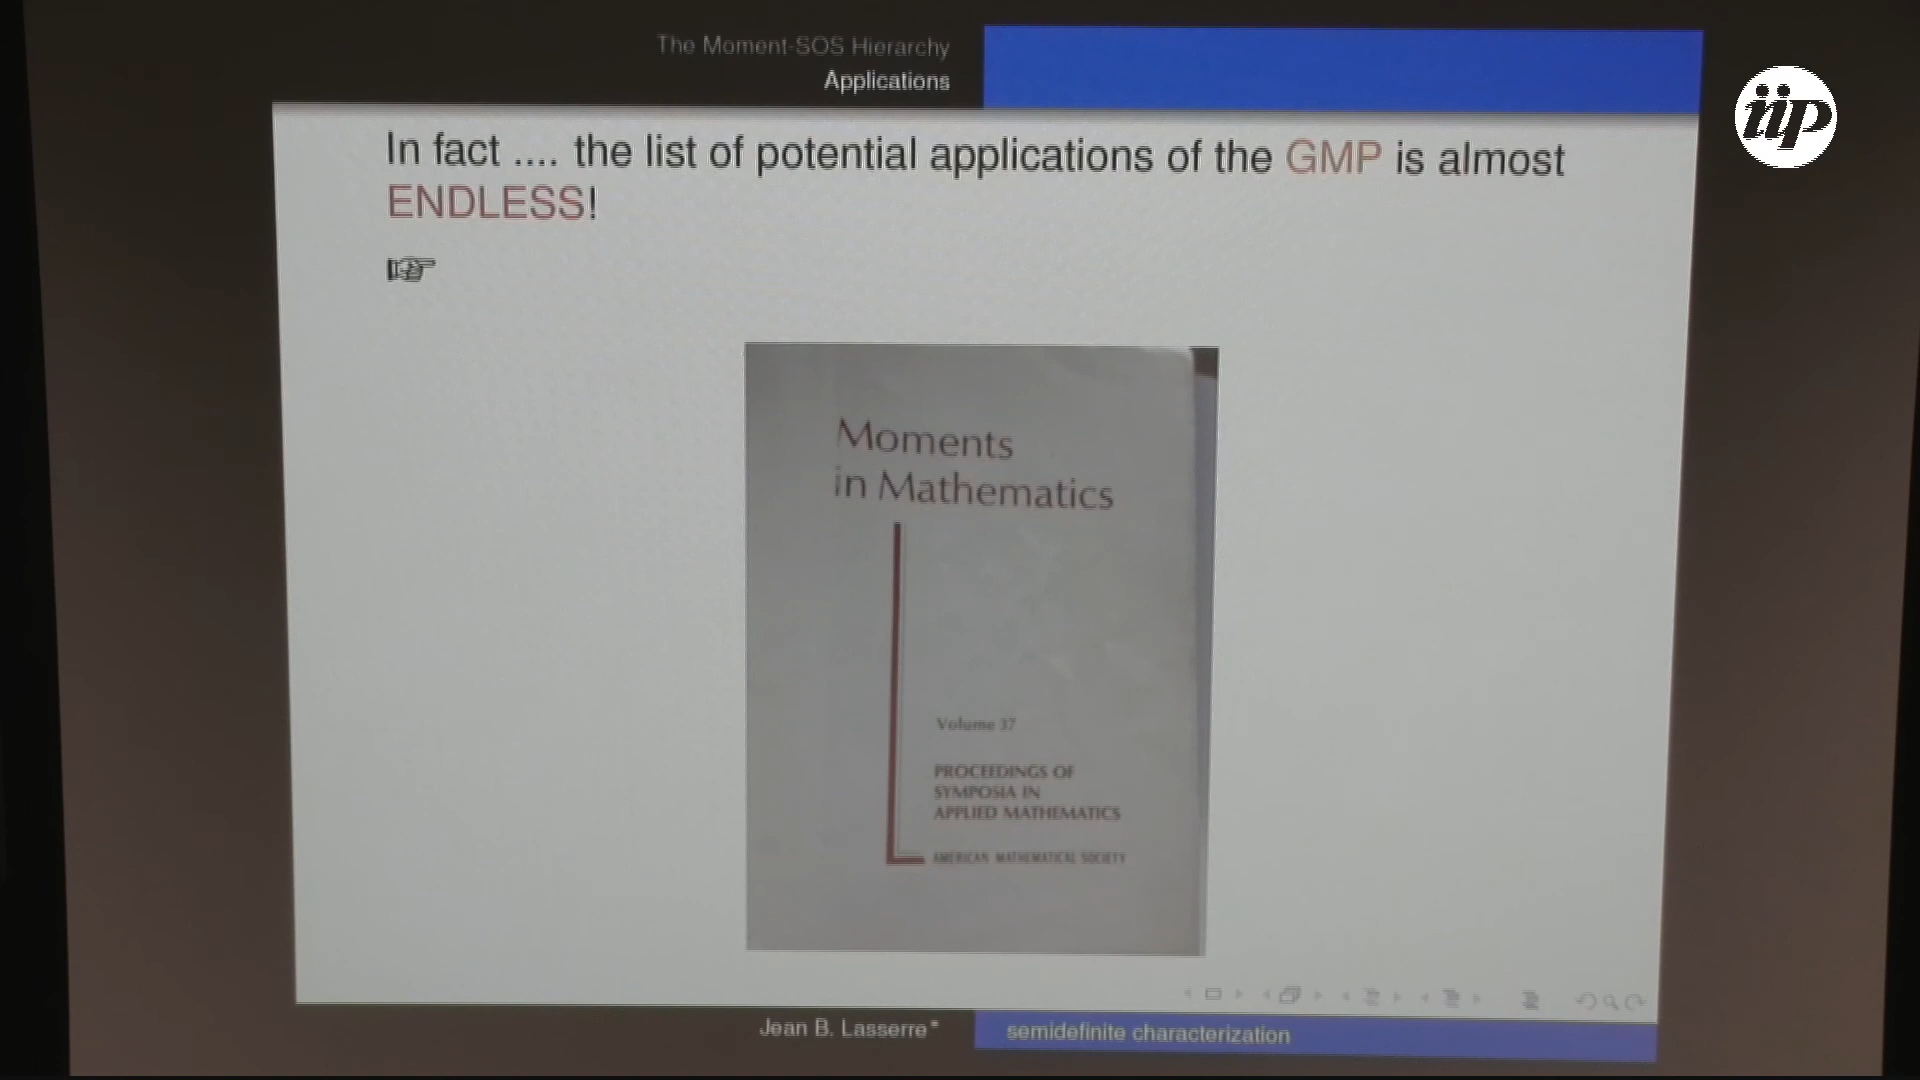 The Moment-SOS Hierarchy
Applications
iip
In fact .... the list of potential applications of the GMP is almost
ENDLESS!
Moments
in Mathematics
Volume 37
PROCEEDINGS OF
SYMPOSIA IN
APPLIED MATHEMATICS
AMERICAN MATHEMATICAL SOCIETY
Jean B. Lasserre*
semidefinite characterization